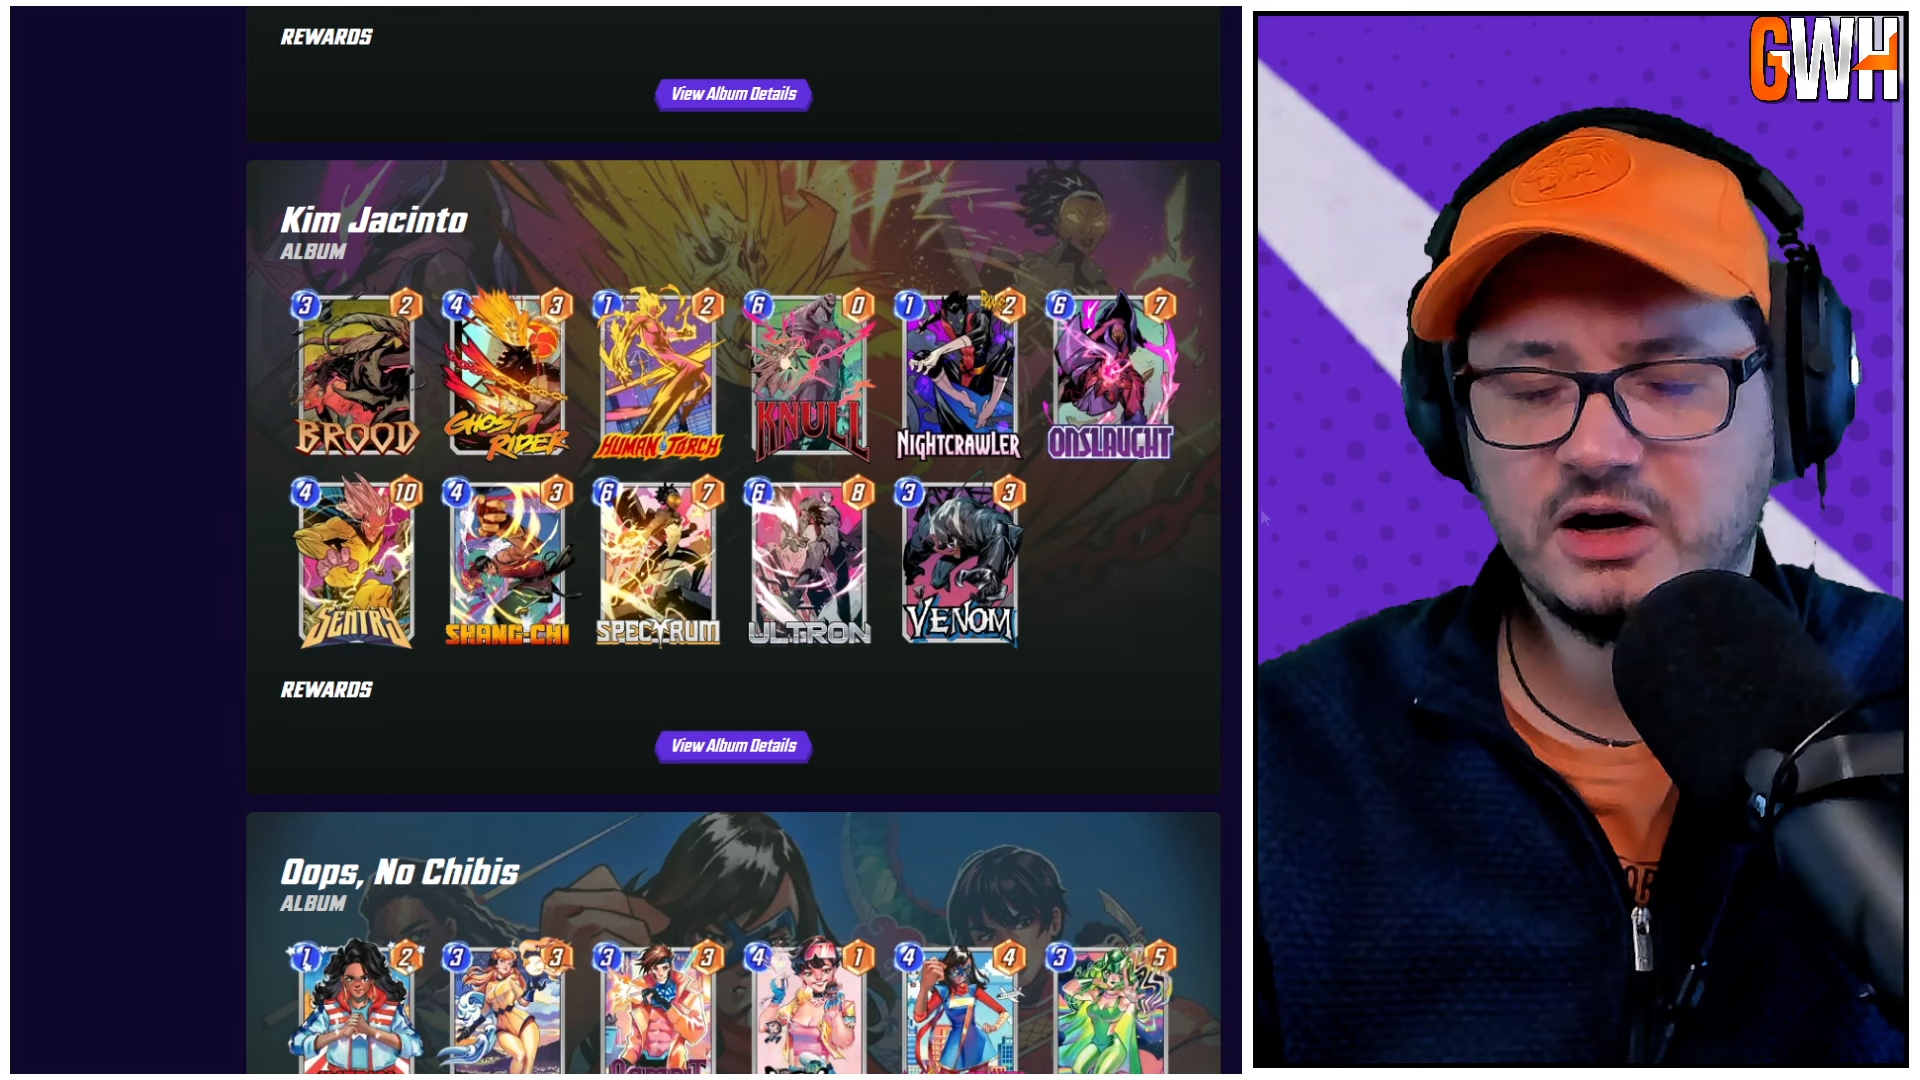 REWARDS
View Album Details
GWH
Kim Jacinto
ALBUM
3 2 4 3 1 2 6 0 1 2 6 7
BROOD GHOST RIDER HUMAN TORCH KNULL NIGHTCRAWLER ONSLAUGHT
4 10 4 3 6 7 6 8 3 3
SENTRY SHANG-CHI SPECTRUM ULTRON VENOM
REWARDS
View Album Details
Oops, No Chibis
ALBUM
1 2 3 3 3 3 4 1 4 4 3 5